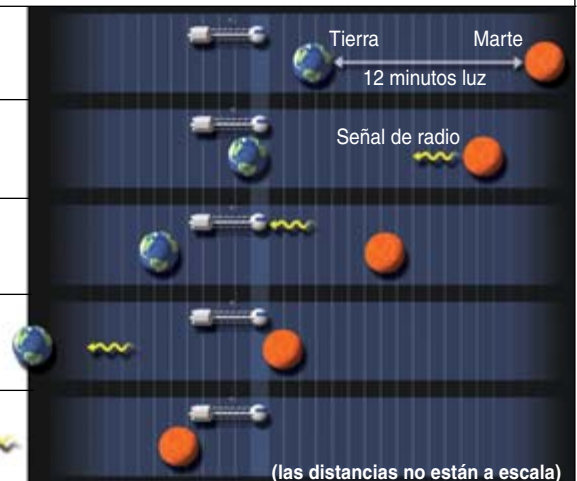 Tierra Marte
12 minutos luz
Señal de radio
(las distancias no están a escala)